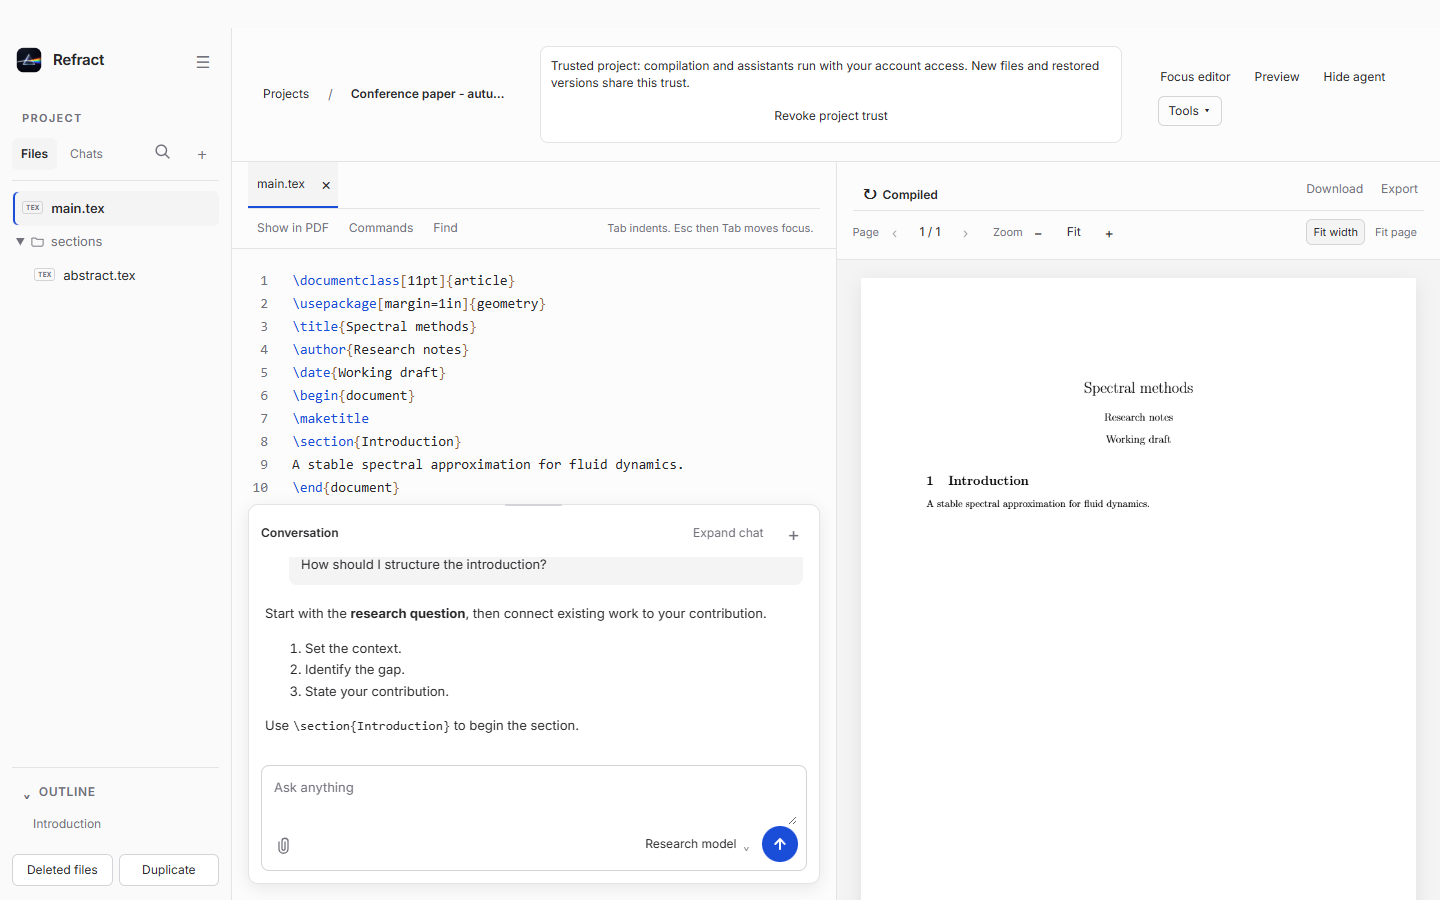 Refract
PROJECT
Files Chats +
TEX main.tex
sections
TEX abstract.tex
OUTLINE
Introduction
Deleted files Duplicate
Projects / Conference paper - autu...
Trusted project: compilation and assistants run with your account access. New files and restored
versions share this trust.
Revoke project trust
Focus editor Preview Hide agent
Tools
main.tex ×
Show in PDF Commands Find Tab indents. Esc then Tab moves focus.
1 \documentclass[11pt]{article}
2 \usepackage[margin=1in]{geometry}
3 \title{Spectral methods}
4 \author{Research notes}
5 \date{Working draft}
6 \begin{document}
7 \maketitle
8 \section{Introduction}
9 A stable spectral approximation for fluid dynamics.
10 \end{document}
Conversation Expand chat +
How should I structure the introduction?
Start with the research question, then connect existing work to your contribution.
1. Set the context.
2. Identify the gap.
3. State your contribution.
Use \section{Introduction} to begin the section.
Ask anything
Research model
Compiled Download Export
Page ‹ 1 / 1 › Zoom − Fit + Fit width Fit page
Spectral methods
Research notes
Working draft
1 Introduction
A stable spectral approximation for fluid dynamics.